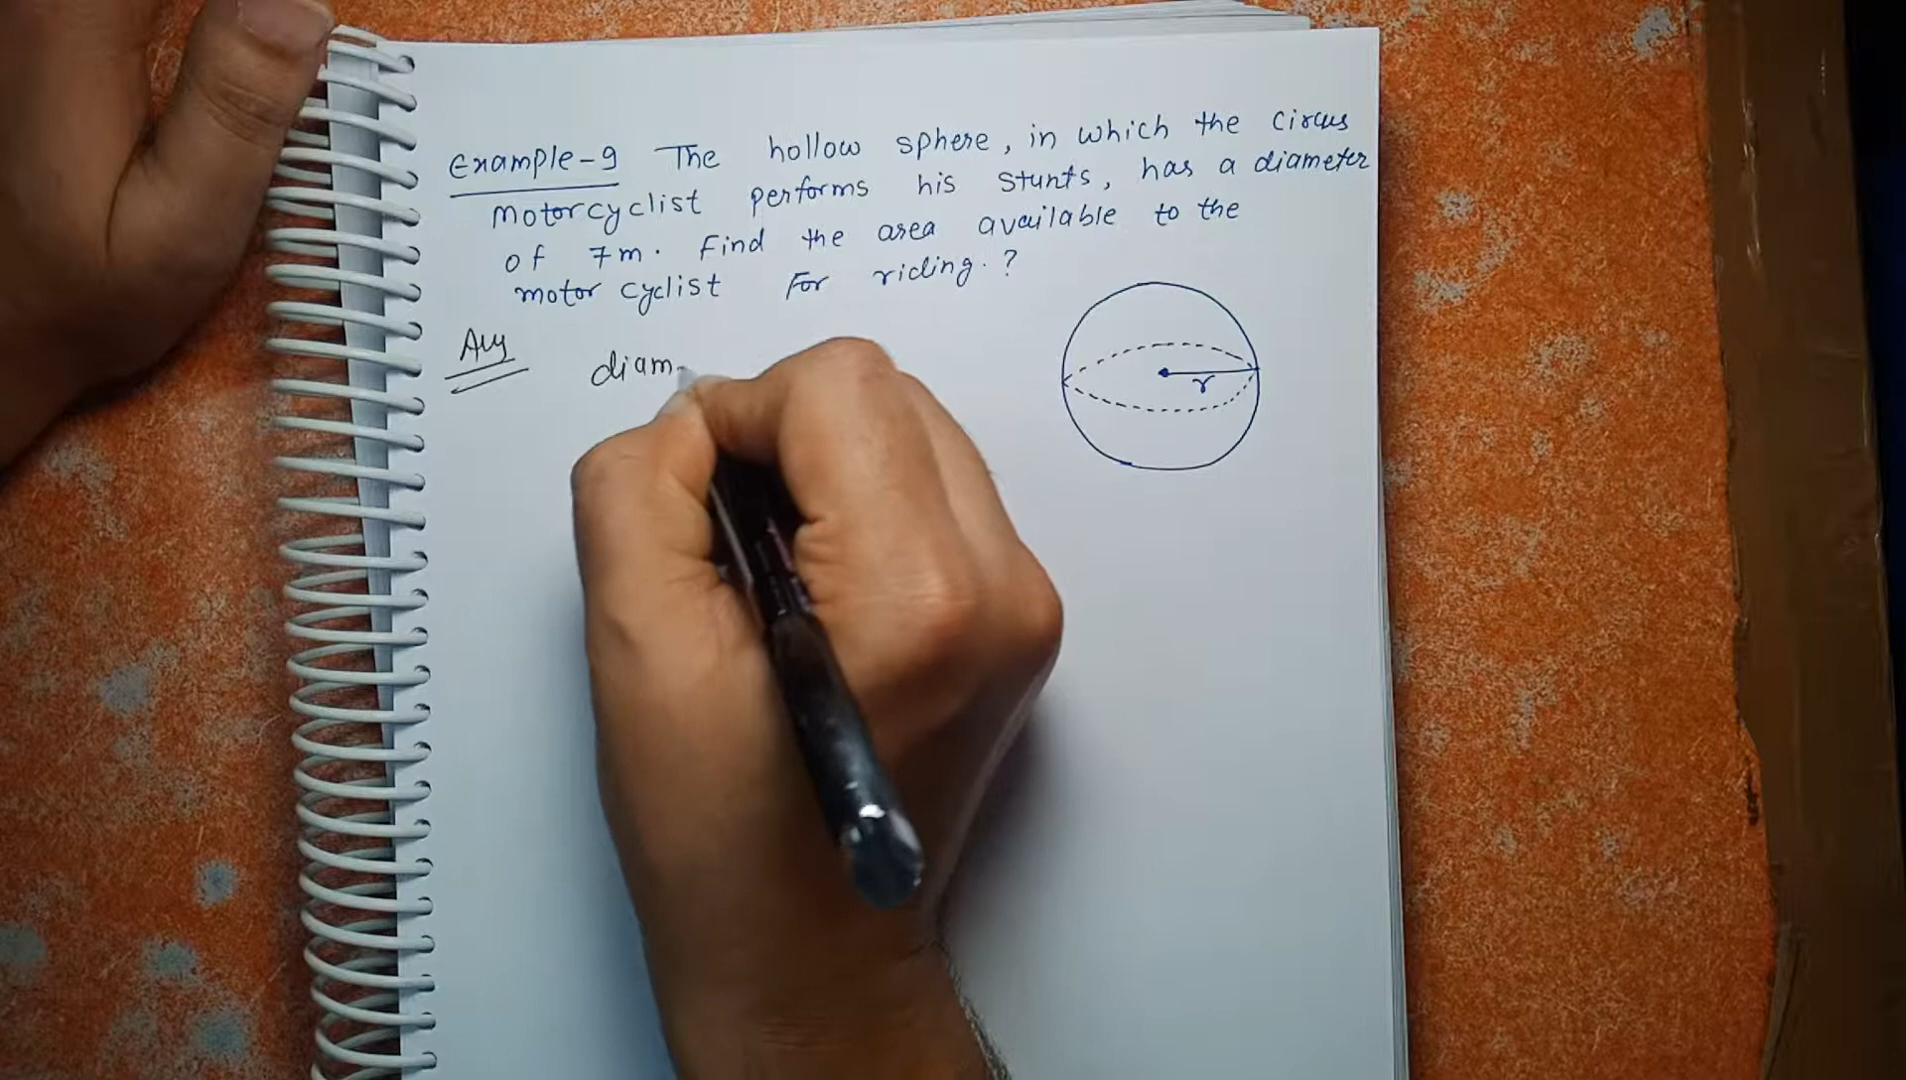 Example-9 The hollow sphere, in which the circus
motorcyclist performs his stunts, has a diameter
of 7m. Find the area available to the
motor cyclist For riding.?
Ans
diam
r